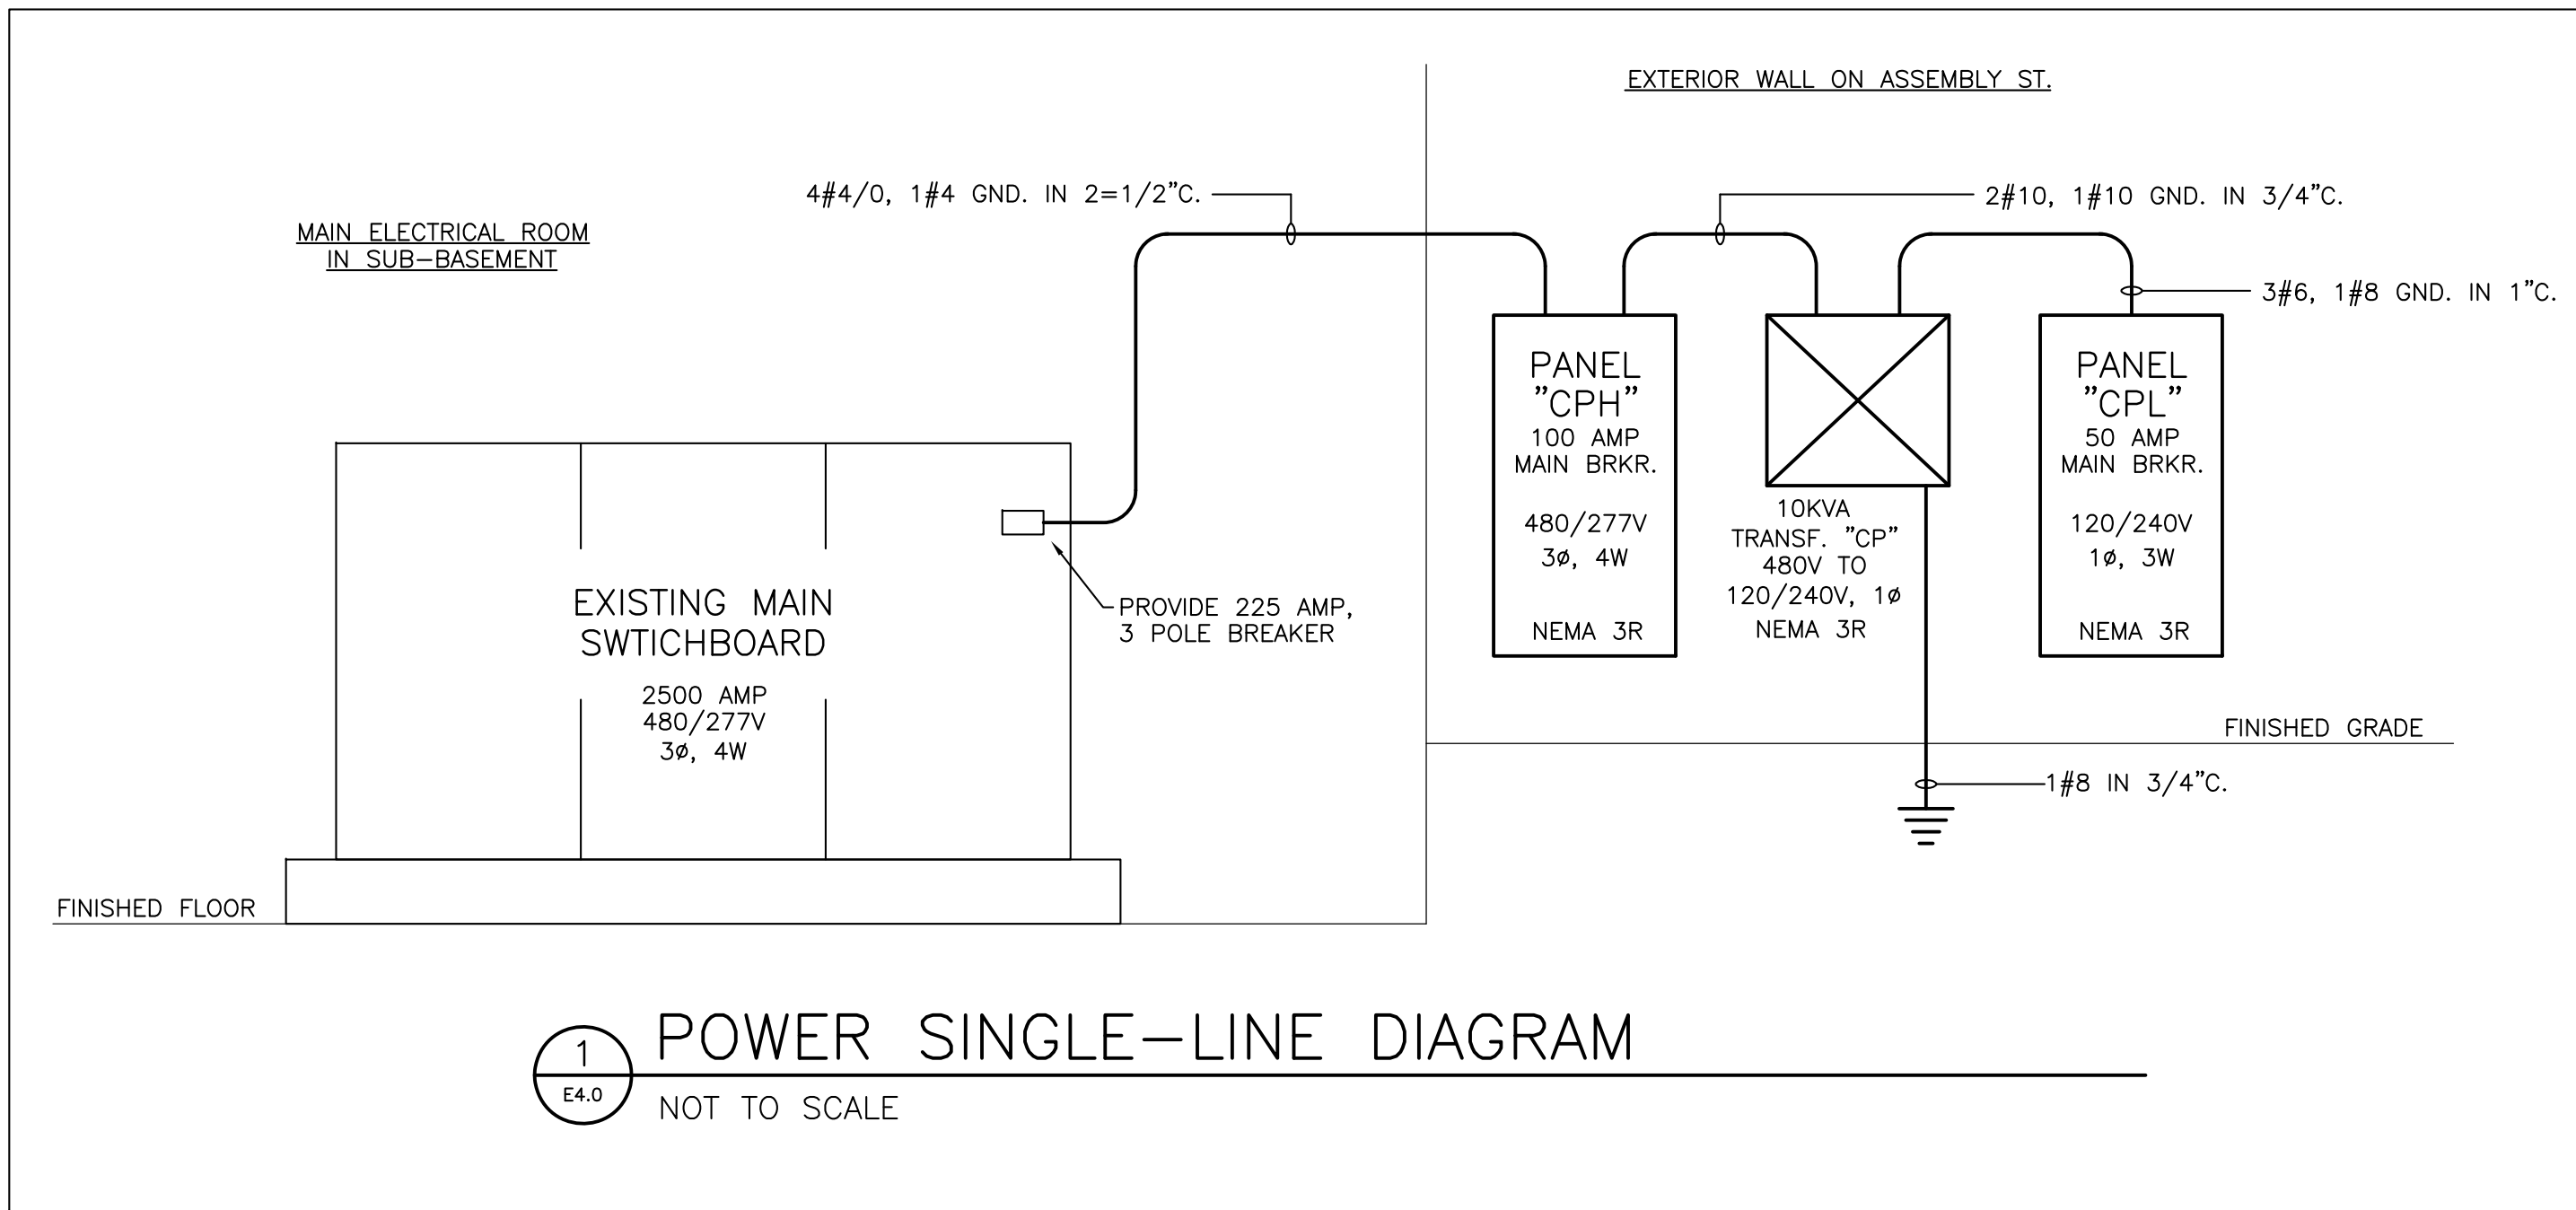 EXTERIOR WALL ON ASSEMBLY ST.
4#4/0, 1#4 GND. IN 2=1/2"C.
2#10, 1#10 GND. IN 3/4"C.
MAIN ELECTRICAL ROOM
IN SUB-BASEMENT
3#6, 1#8 GND. IN 1"C.
PANEL
"CPH"
100 AMP
MAIN BRKR.
480/277V
3ø, 4W
NEMA 3R
10KVA
TRANSF. "CP"
480V TO
120/240V, 1ø
NEMA 3R
PANEL
"CPL"
50 AMP
MAIN BRKR.
120/240V
1ø, 3W
NEMA 3R
PROVIDE 225 AMP,
3 POLE BREAKER
EXISTING MAIN
SWTICHBOARD
2500 AMP
480/277V
3ø, 4W
FINISHED GRADE
1#8 IN 3/4"C.
FINISHED FLOOR
1
E4.0
POWER SINGLE-LINE DIAGRAM
NOT TO SCALE